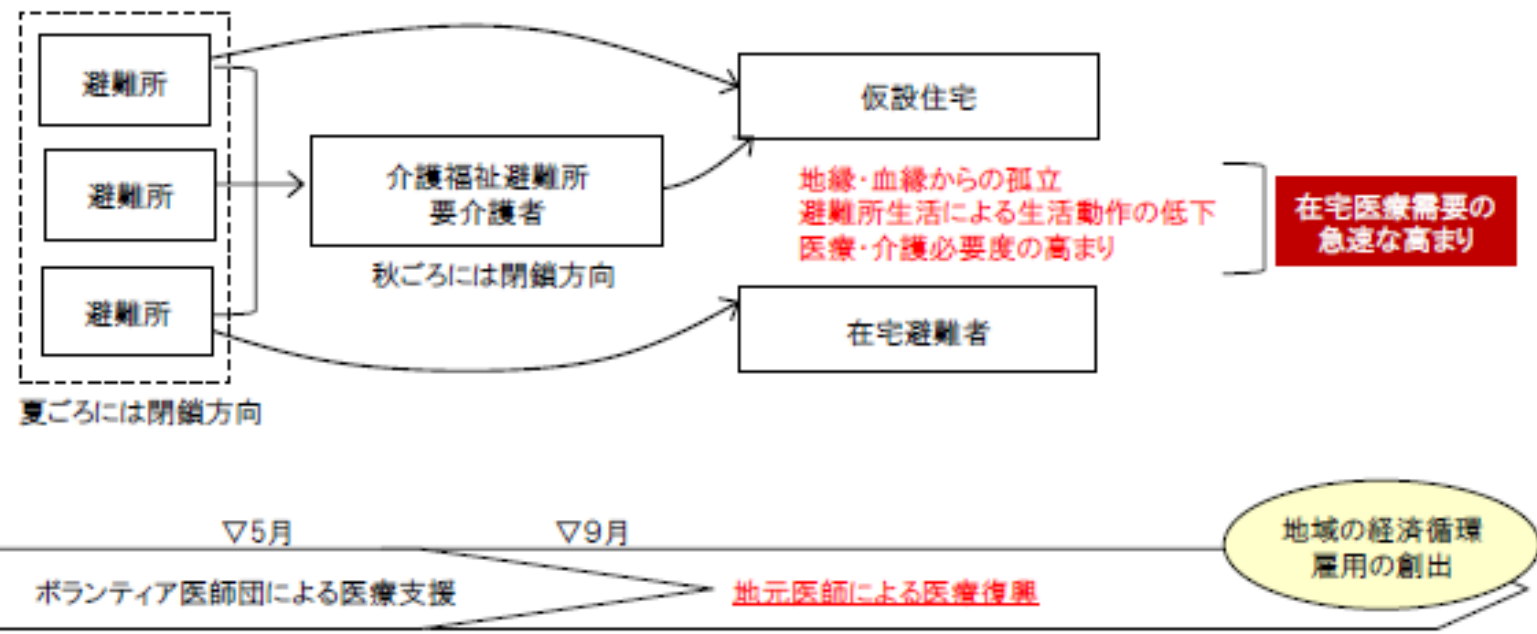 避難所
避難所
避難所
夏ごろには閉鎖方向
介護福祉避難所
要介護者
秋ごろには閉鎖方向
仮設住宅
地縁・血縁からの孤立
避難所生活による生活動作の低下
医療・介護必要度の高まり
在宅避難者
在宅医療需要の
急速な高まり
▽5月
▽9月
ボランティア医師団による医療支援
地元医師による医療復興
地域の経済循環
雇用の創出